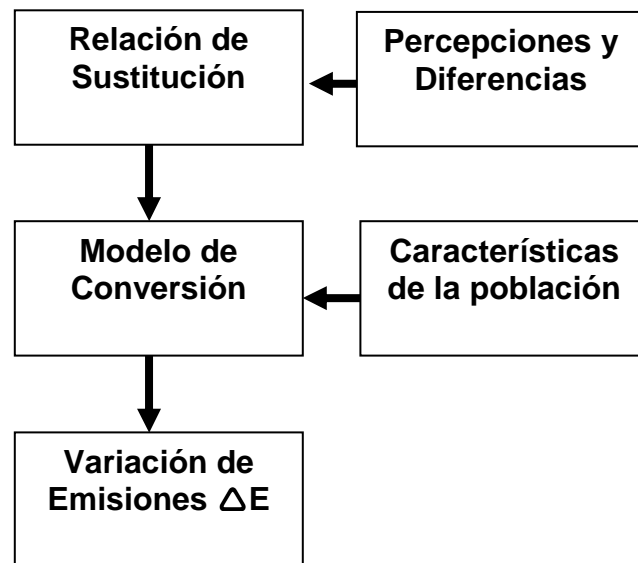 Relación de
Sustitución
Percepciones y
Diferencias
Modelo de
Conversión
Características
de la población
Variación de
Emisiones △E